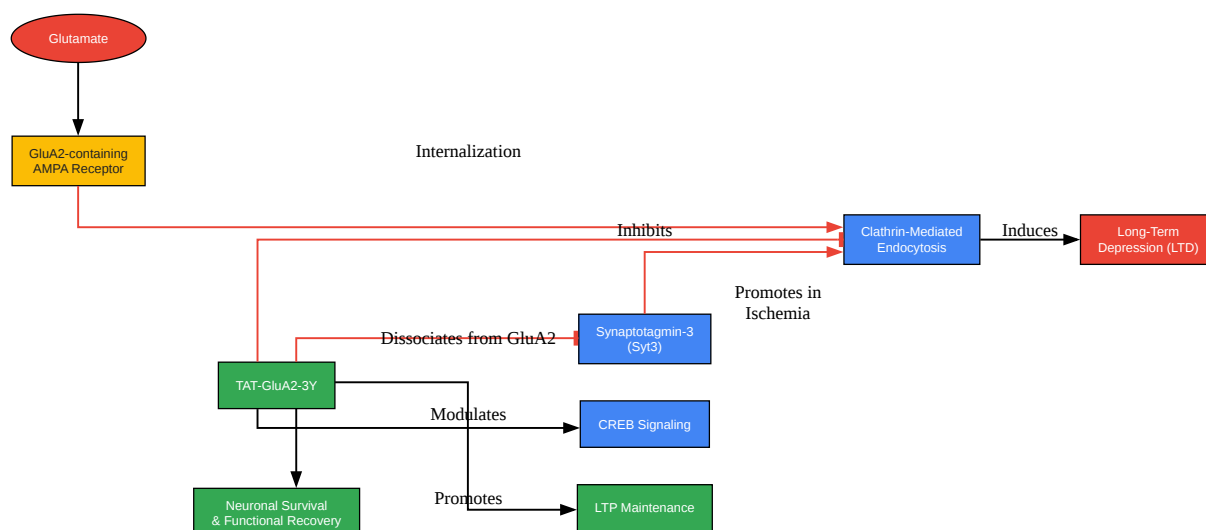 Glutamate
GluA2-containing
AMPA Receptor
Internalization
Inhibits
Clathrin-Mediated
Endocytosis
Induces
Long-Term
Depression (LTD)
Promotes in
Ischemia
Dissociates from GluA2
Synaptotagmin-3
(Syt3)
TAT-GluA2-3Y
Modulates
CREB Signaling
Neuronal Survival
& Functional Recovery
Promotes
LTP Maintenance